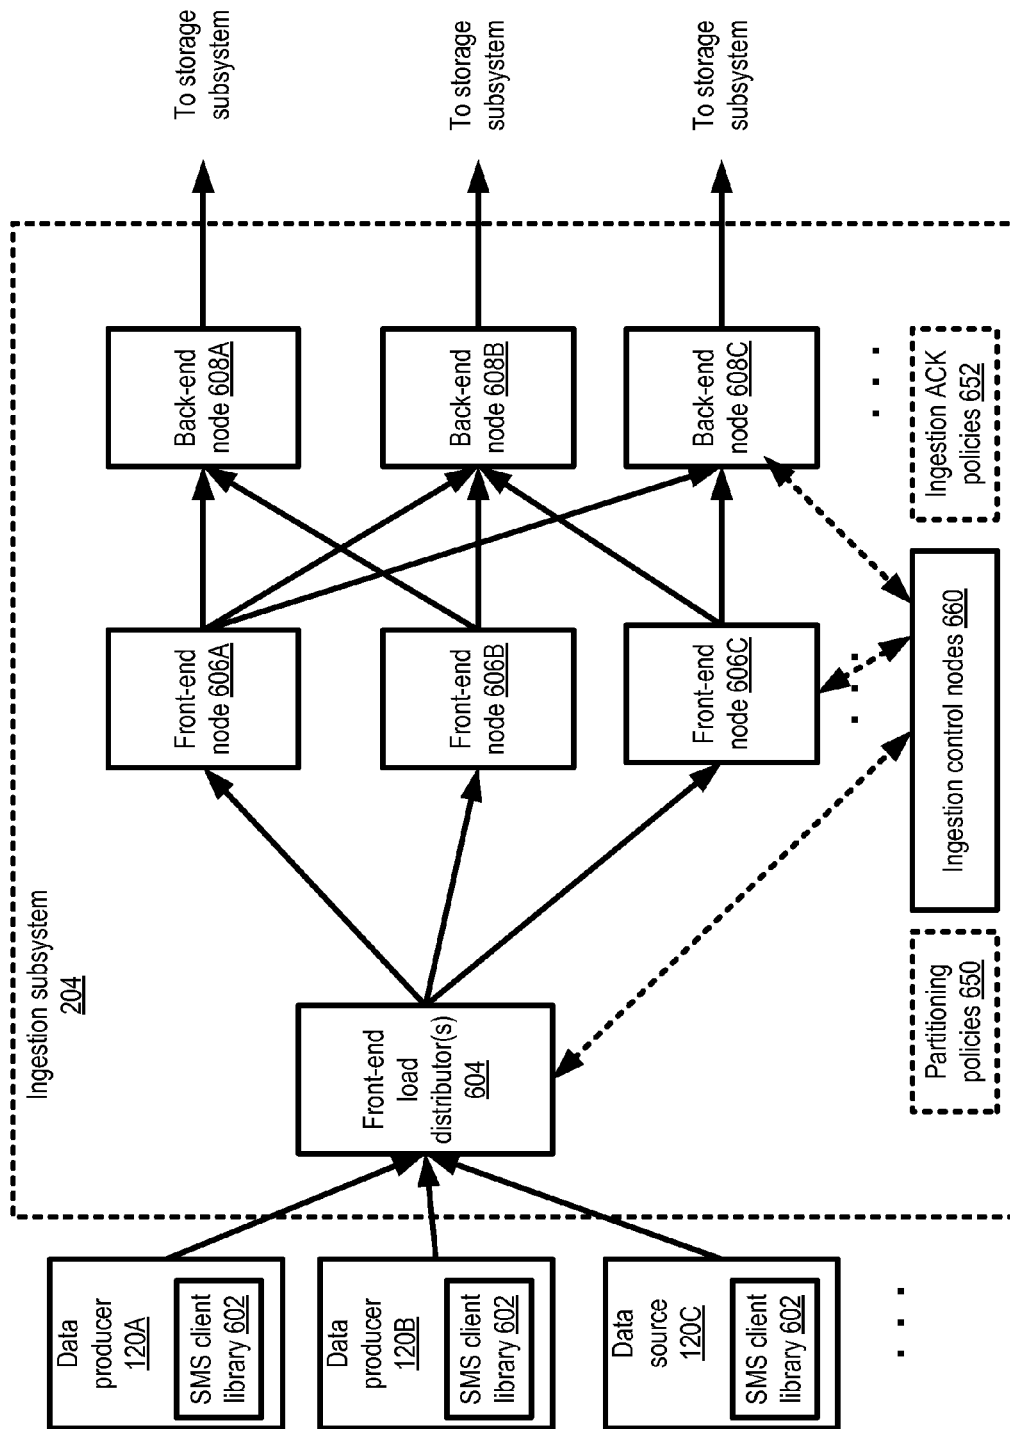 Data
producer
120A
SMS client
library 602
Data
producer
120B
SMS client
library 602
Data
source
120C
SMS client
library 602
. . .
Ingestion subsystem
204
Front-end
load
distributor(s)
604
Front-end
node 606A
Front-end
node 606B
Front-end
node 606C
. . .
Back-end
node 608A
Back-end
node 608B
Back-end
node 608C
. . .
To storage
subsystem
To storage
subsystem
To storage
subsystem
Partitioning
policies 650
Ingestion control nodes 660
Ingestion ACK
policies 652